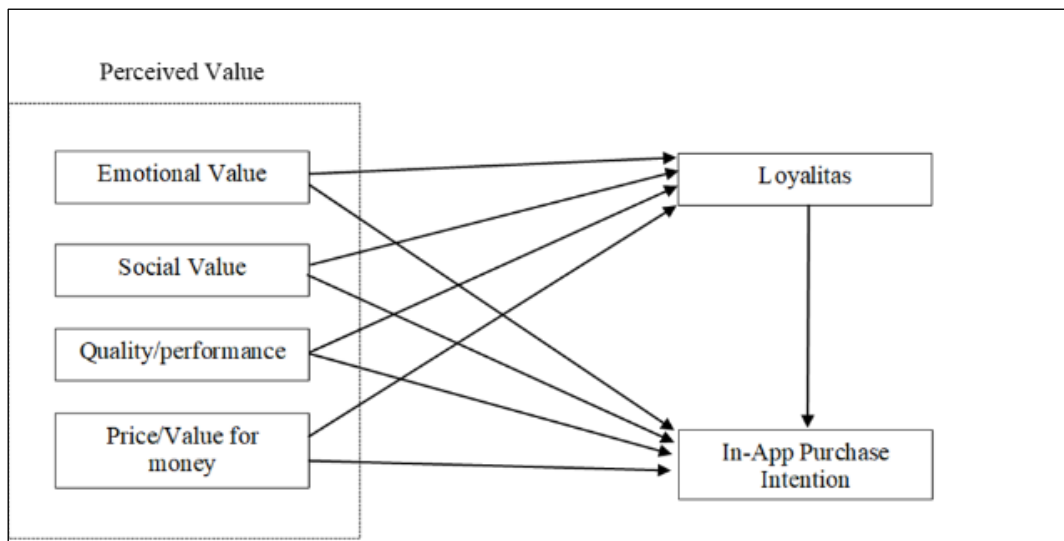 Perceived Value
Emotional Value
Social Value
Quality/performance
Price/Value for
money
Loyalitas
In-App Purchase
Intention